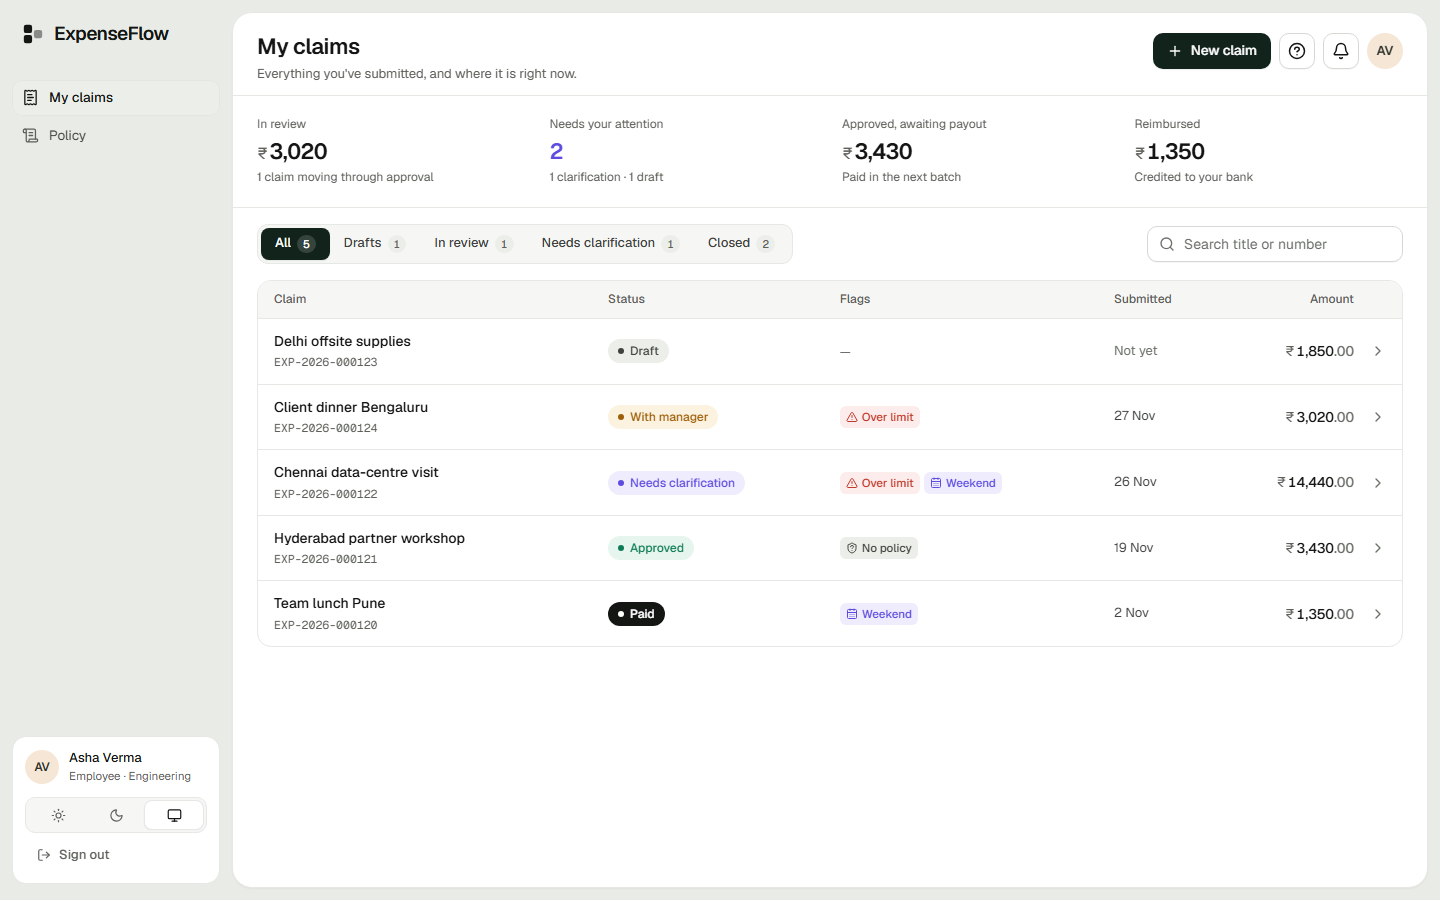 ExpenseFlow
My claims
Policy
Asha Verma
AV
Employee · Engineering
Sign out
My claims
Everything you've submitted, and where it is right now.
New claim
AV
In review
₹3,020
1 claim moving through approval
Needs your attention
2
1 clarification · 1 draft
Approved, awaiting payout
₹3,430
Paid in the next batch
Reimbursed
₹1,350
Credited to your bank
All 5 Drafts 1 In review 1 Needs clarification 1 Closed 2
Search title or number
Claim Status Flags Submitted Amount
Delhi offsite supplies
EXP-2026-000123
Draft — Not yet ₹1,850.00
Client dinner Bengaluru
EXP-2026-000124
With manager Over limit 27 Nov ₹3,020.00
Chennai data-centre visit
EXP-2026-000122
Needs clarification Over limit Weekend 26 Nov ₹14,440.00
Hyderabad partner workshop
EXP-2026-000121
Approved No policy 19 Nov ₹3,430.00
Team lunch Pune
EXP-2026-000120
Paid Weekend 2 Nov ₹1,350.00